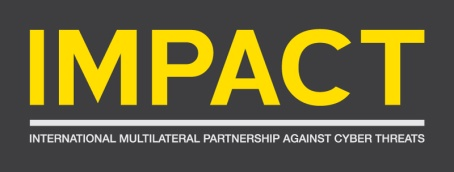 IMPACT
INTERNATIONAL MULTILATERAL PARTNERSHIP AGAINST CYBER THREATS